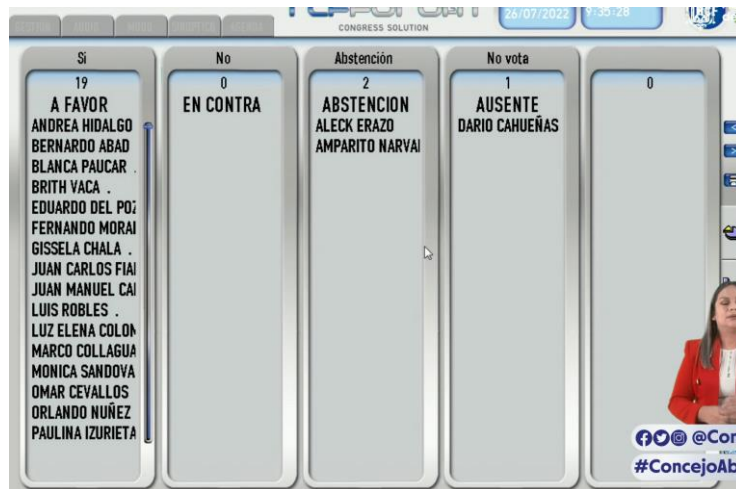 CONGRESS SOLUTION
26/07/2022
9:35:28
Si
19
A FAVOR
ANDREA HIDALGO
BERNARDO ABAD
BLANCA PAUCAR .
BRITH VACA .
EDUARDO DEL POZ
FERNANDO MORAI
GISSELA CHALA .
JUAN CARLOS FIAI
JUAN MANUEL CAI
LUIS ROBLES .
LUZ ELENA COLON
MARCO COLLAGUA
MONICA SANDOVA
OMAR CEVALLOS
ORLANDO NUÑEZ
PAULINA IZURIETA
No
0
EN CONTRA
Abstención
2
ABSTENCION
ALECK ERAZO
AMPARITO NARVAI
No vota
1
AUSENTE
DARIO CAHUEÑAS
0
@Con
#ConcejoAb